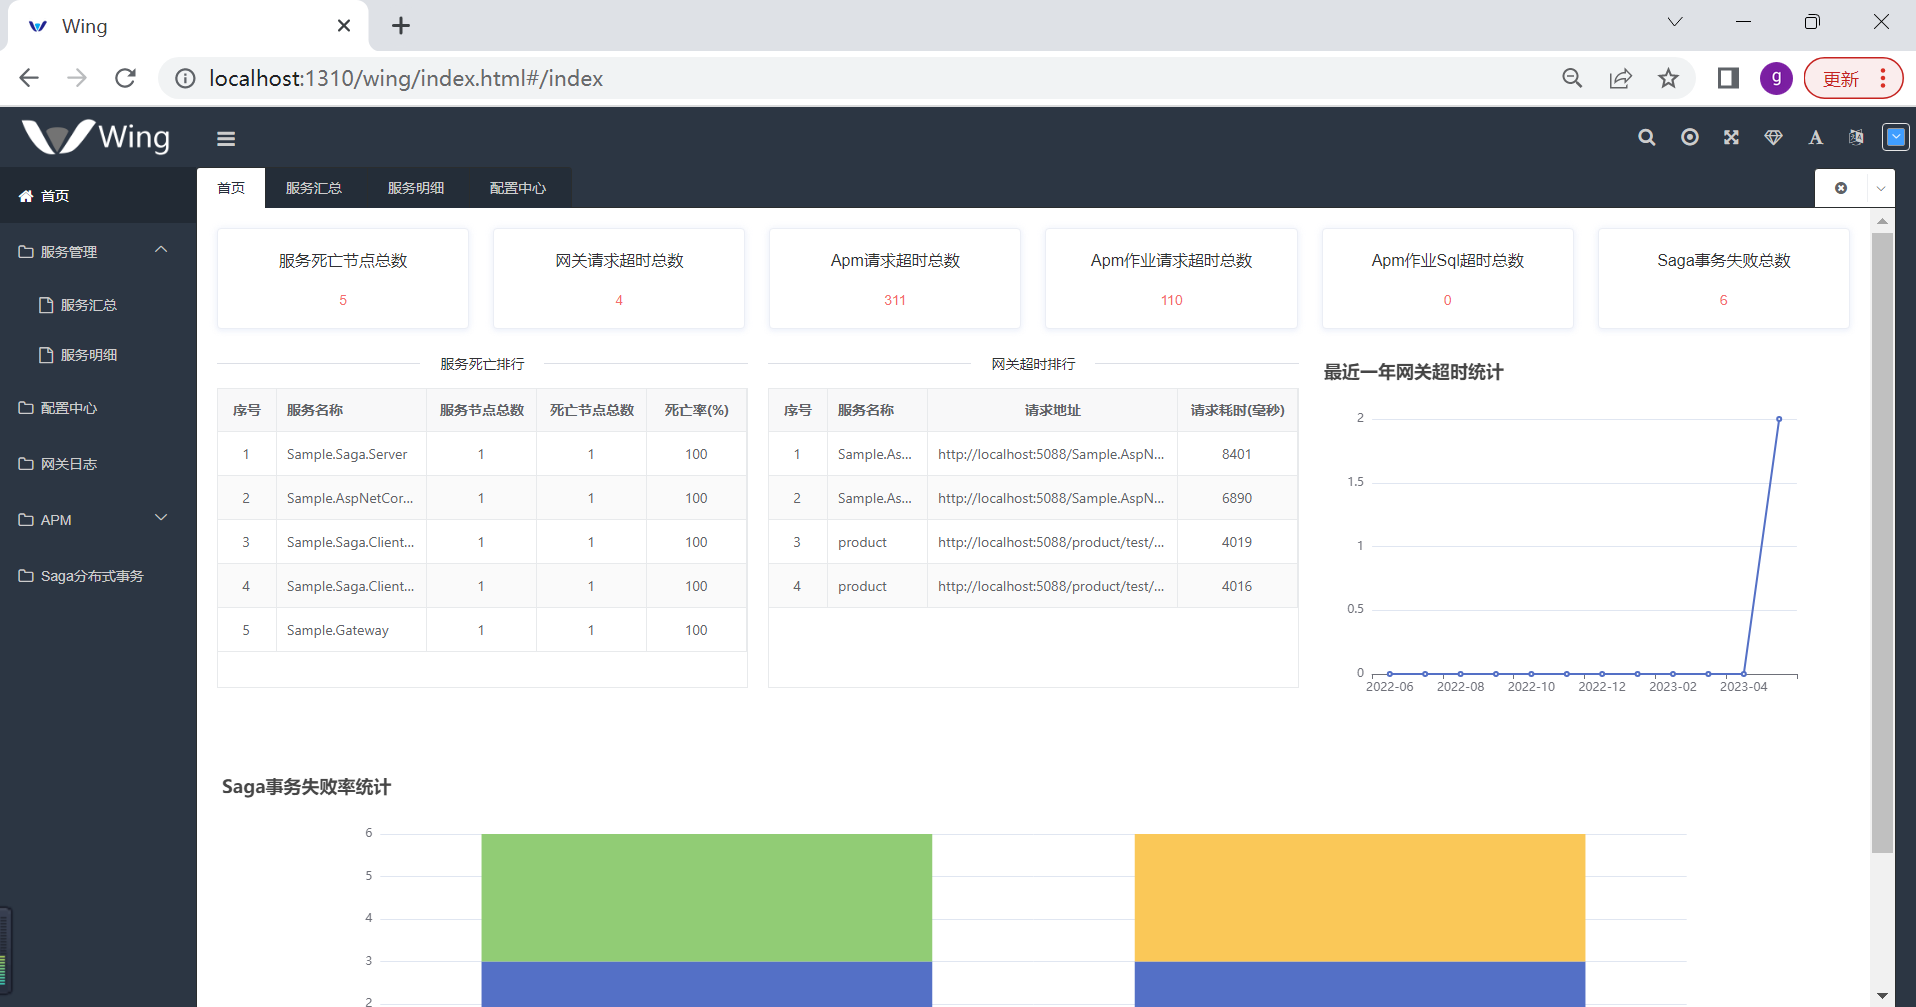 Wing
localhost:1310/wing/index.html#/index
g
更新
Wing
A
首页
服务管理
服务汇总
服务明细
配置中心
网关日志
APM
Saga分布式事务
首页 服务汇总 服务明细 配置中心
服务死亡节点总数
5
网关请求超时总数
4
Apm请求超时总数
311
Apm作业请求超时总数
110
Apm作业Sql超时总数
0
Saga事务失败总数
6
服务死亡排行
序号 服务名称 服务节点总数 死亡节点总数 死亡率(%)
1 Sample.Saga.Server 1 1 100
2 Sample.AspNetCor... 1 1 100
3 Sample.Saga.Client... 1 1 100
4 Sample.Saga.Client... 1 1 100
5 Sample.Gateway 1 1 100
网关超时排行
序号 服务名称 请求地址 请求耗时(毫秒)
1 Sample.As... http://localhost:5088/Sample.AspN... 8401
2 Sample.As... http://localhost:5088/Sample.AspN... 6890
3 product http://localhost:5088/product/test/... 4019
4 product http://localhost:5088/product/test/... 4016
最近一年网关超时统计
2
1.5
1
0.5
0
2022-06 2022-08 2022-10 2022-12 2023-02 2023-04
Saga事务失败率统计
6
5
4
3
2